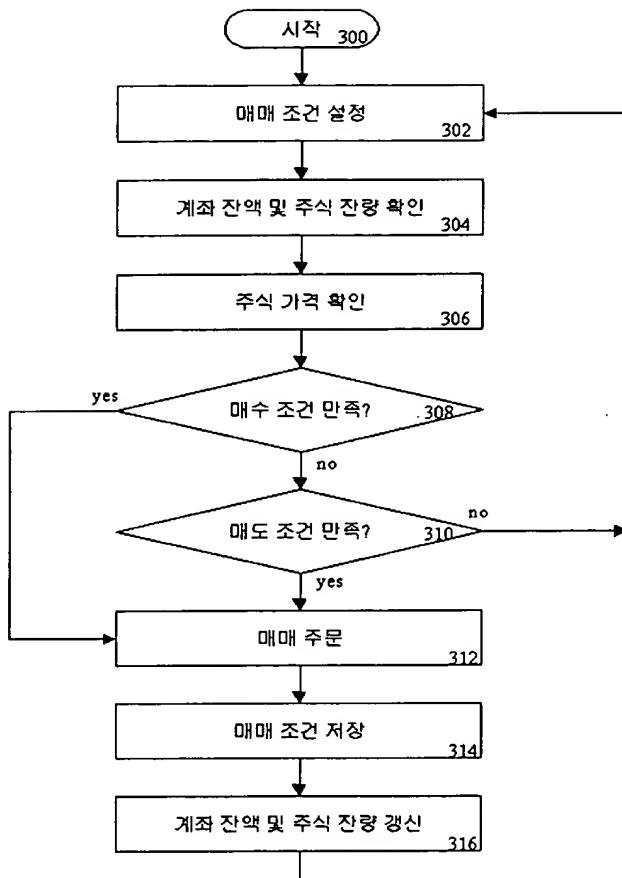 시작
300
매매 조건 설정
302
계좌 잔액 및 주식 잔량 확인
304
주식 가격 확인
306
yes
매수 조건 만족?
308
no
매도 조건 만족?
310
no
yes
매매 주문
312
매매 조건 저장
314
계좌 잔액 및 주식 잔량 갱신
316